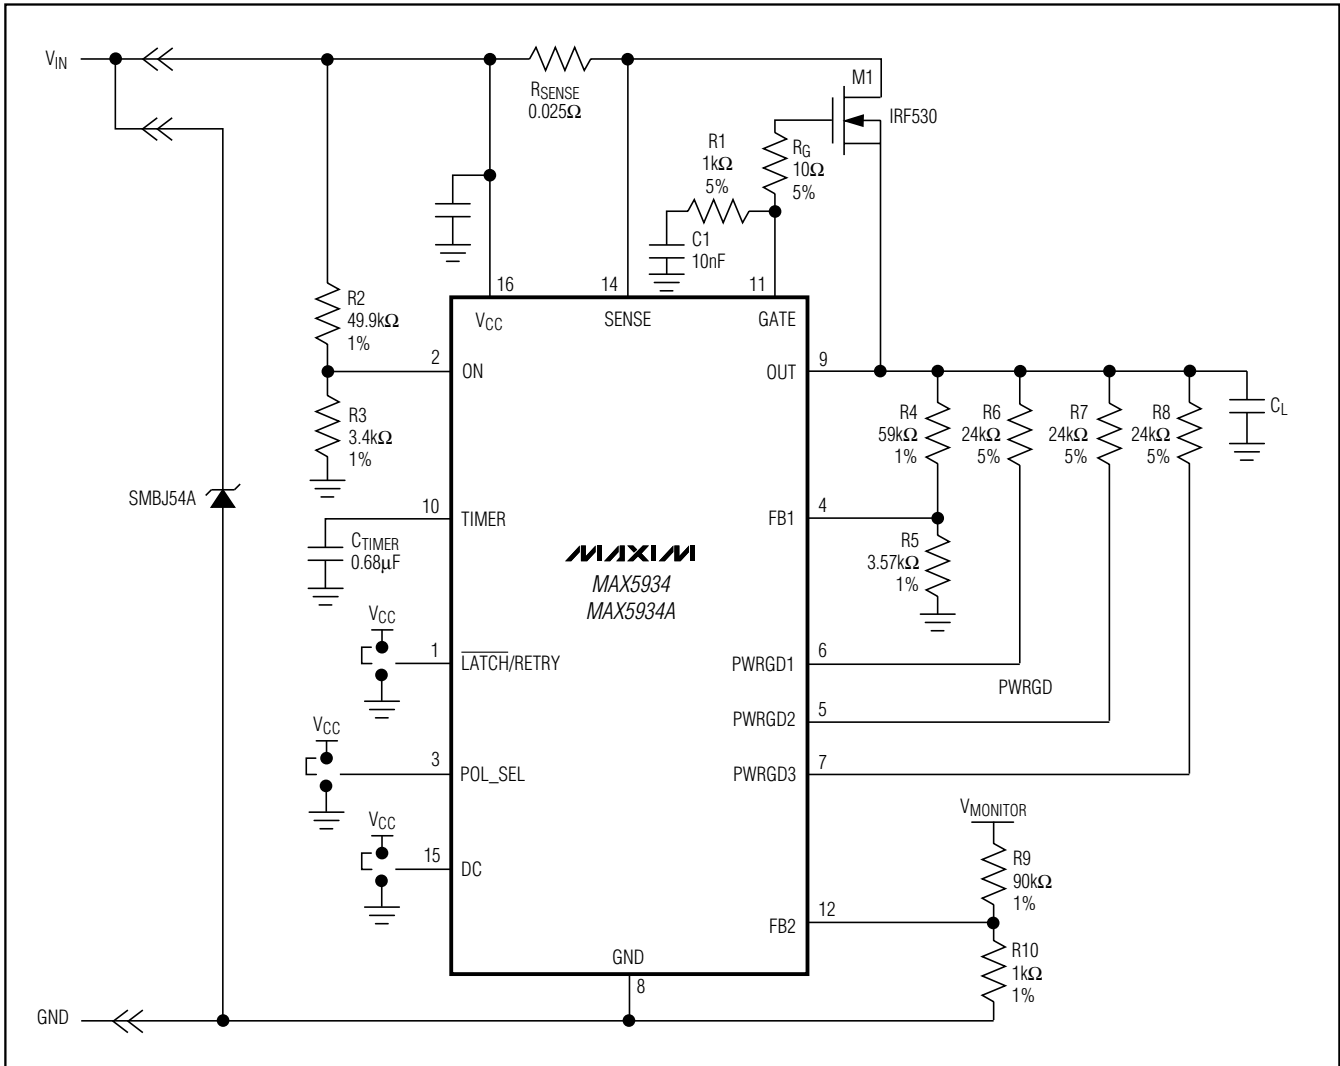 VIN
RSENSE
0.025Ω
M1
IRF530
R1
1kΩ
5%
RG
10Ω
5%
C1
10nF
16
14
11
VCC
SENSE
GATE
R2
49.9kΩ
1%
2
ON
OUT
9
R3
3.4kΩ
1%
R4
59kΩ
1%
R6
24kΩ
5%
R7
24kΩ
5%
R8
24kΩ
5%
CL
SMBJ54A
10
TIMER
FB1
4
CTIMER
0.68µF
R5
3.57kΩ
1%
MAXIM
MAX5934
MAX5934A
VCC
1
LATCH/RETRY
PWRGD1
6
PWRGD
PWRGD2
5
VCC
3
POL_SEL
PWRGD3
7
VCC
15
DC
VMONITOR
R9
90kΩ
1%
FB2
12
GND
8
R10
1kΩ
1%
GND